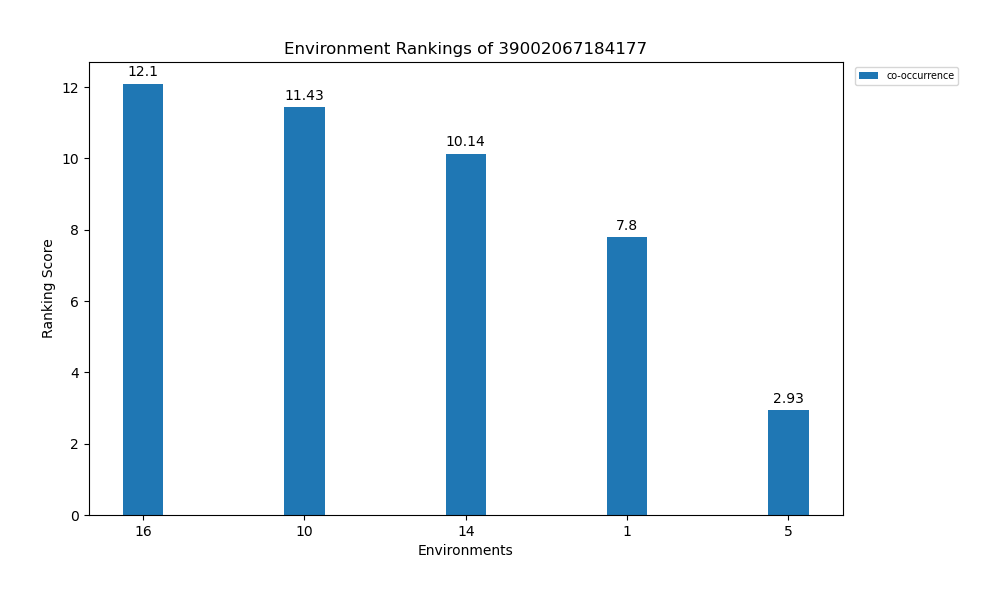 Environment Rankings of 39002067184177
co-occurrence
12.1
11.43
10.14
7.8
2.93
12
10
8
6
4
2
0
Ranking Score
16 10 14 1 5
Environments